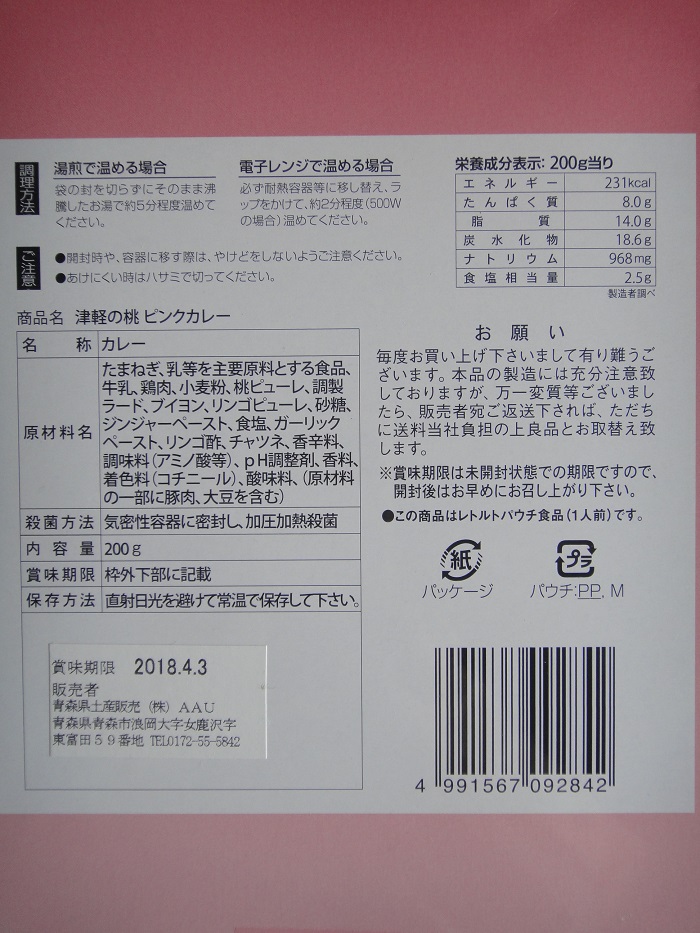 調理方法
湯煎で温める場合
袋の封を切らずにそのまま沸
騰したお湯で約5分程度温めて
ください。
電子レンジで温める場合
必ず耐熱容器等に移し替え、ラ
ップをかけて、約2分程度(500W
の場合)温めてください。
ご注意
●開封時や、容器に移す際は、やけどをしないようご注意ください。
●あけにくい時はハサミで切ってください。
栄養成分表示:200g当り
エネルギー 231kcal
たんぱく質 8.0g
脂質 14.0g
炭水化物 18.6g
ナトリウム 968mg
食塩相当量 2.5g
製造者調べ
商品名 津軽の桃 ピンクカレー
名称 カレー
原材料名
たまねぎ、乳等を主要原料とする食品、
牛乳、鶏肉、小麦粉、桃ピューレ、調製
ラード、ブイヨン、リンゴピューレ、砂糖、
ジンジャーペースト、食塩、ガーリック
ペースト、リンゴ酢、チャツネ、香辛料、
調味料(アミノ酸等)、pH調整剤、香料、
着色料(コチニール)、酸味料、(原材料
の一部に豚肉、大豆を含む)
殺菌方法 気密性容器に密封し、加圧加熱殺菌
内容量 200g
賞味期限 枠外下部に記載
保存方法 直射日光を避けて常温で保存して下さい。
賞味期限 2018.4.3
販売者
青森県土産販売(株)AAU
青森県青森市浪岡大字女鹿沢字
東富田59番地 TEL0172-55-5842
お願い
毎度お買い上げ下さいまして有り難うご
ざいます。本品の製造には充分注意致
しておりますが、万一変質等ございまし
たら、販売者宛ご返送下されば、ただち
に送料当社負担の上良品とお取替え致
します。
※賞味期限は未開封状態での期限ですので、
開封後はお早めにお召し上がり下さい。
●この商品はレトルトパウチ食品(1人前)です。
紙
パッケージ
プラ
パウチ:PP, M
4 991567 092842